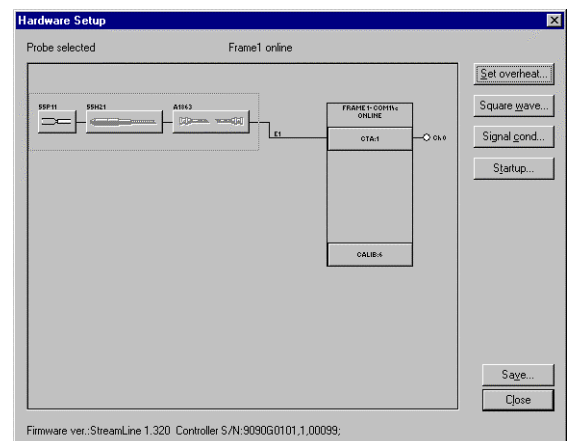 Hardware Setup
Probe selected
Frame1 online
Set overheat...
Square wave...
Signal cond...
Startup...
55P11
55H21
A1863
E1
FRAME1-COM1\s
ONLINE
CTA:1
Ch0
CALIB:6
Save...
Close
Firmware ver.:StreamLine 1.320 Controller S/N:9090G0101,1,00099;